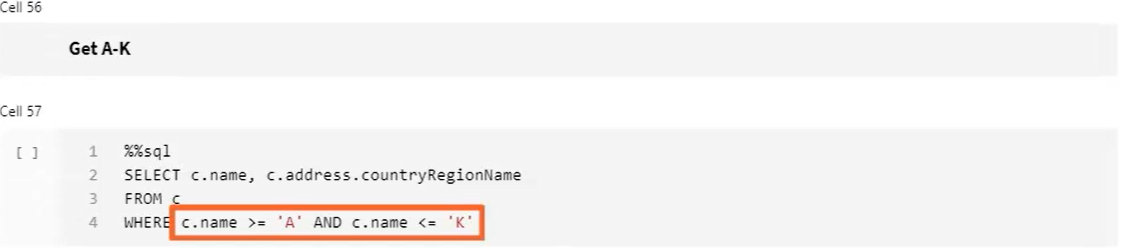 Cell 56
Get A-K
Cell 57
[ ] 1 %%sql
2 SELECT c.name, c.address.countryRegionName
3 FROM c
4 WHERE c.name >= 'A' AND c.name <= 'K'